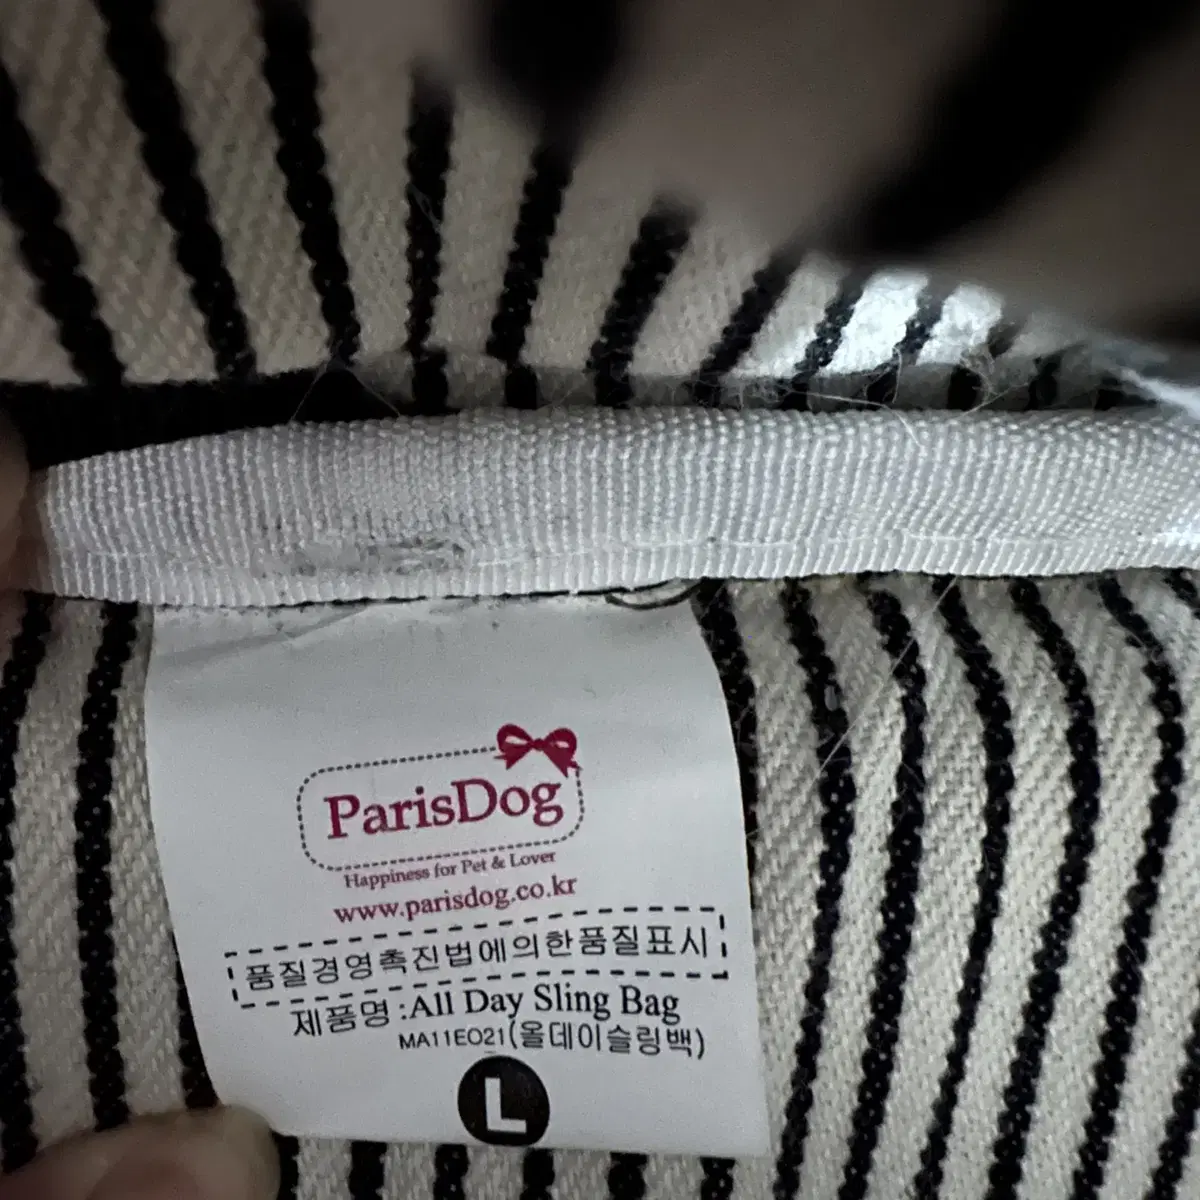 ParisDog
Happiness for Pet & Lover
www.parisdog.co.kr
품질경영촉진법에의한품질표시
제품명 :All Day Sling Bag
MA11EO21(올데이슬링백)
L